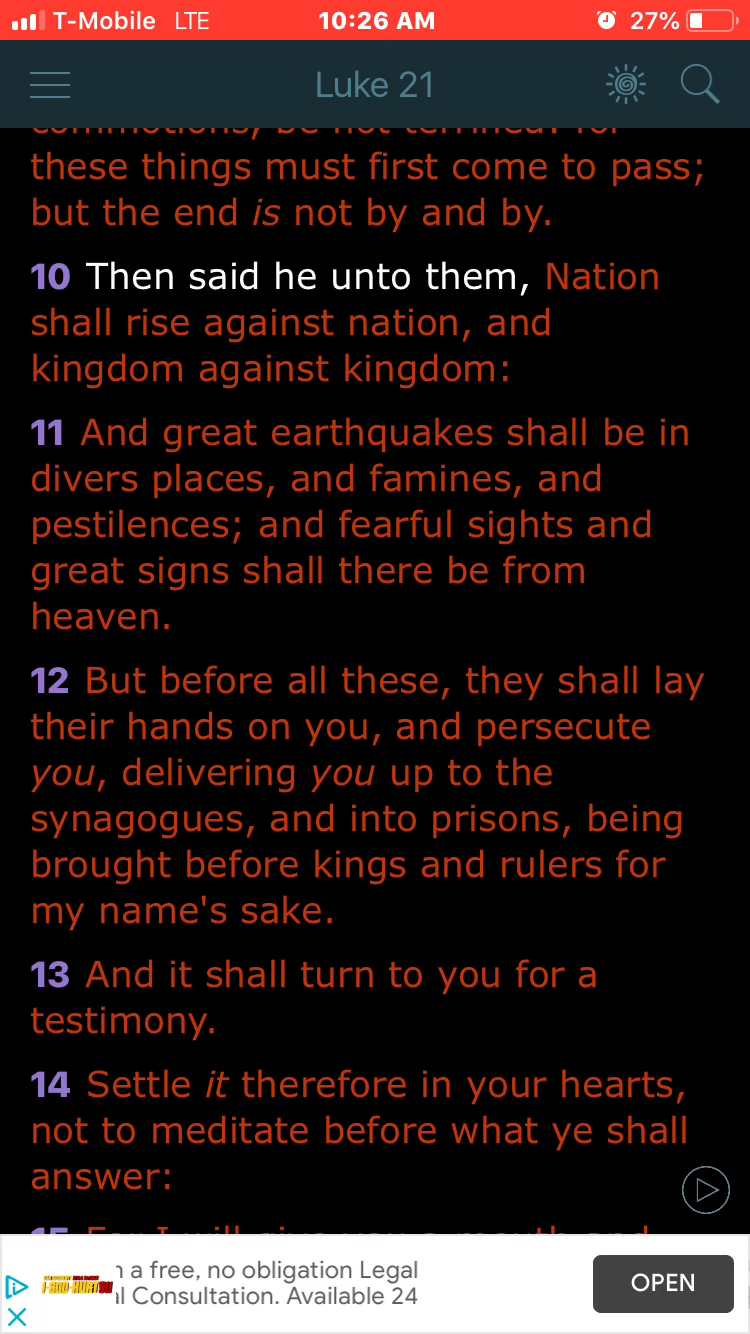 T-Mobile LTE 10:26 AM 27%
Luke 21
these things must first come to pass;
but the end is not by and by.
10 Then said he unto them, Nation
shall rise against nation, and
kingdom against kingdom:
11 And great earthquakes shall be in
divers places, and famines, and
pestilences; and fearful sights and
great signs shall there be from
heaven.
12 But before all these, they shall lay
their hands on you, and persecute
you, delivering you up to the
synagogues, and into prisons, being
brought before kings and rulers for
my name's sake.
13 And it shall turn to you for a
testimony.
14 Settle it therefore in your hearts,
not to meditate before what ye shall
answer:
a free, no obligation Legal
Consultation. Available 24
OPEN